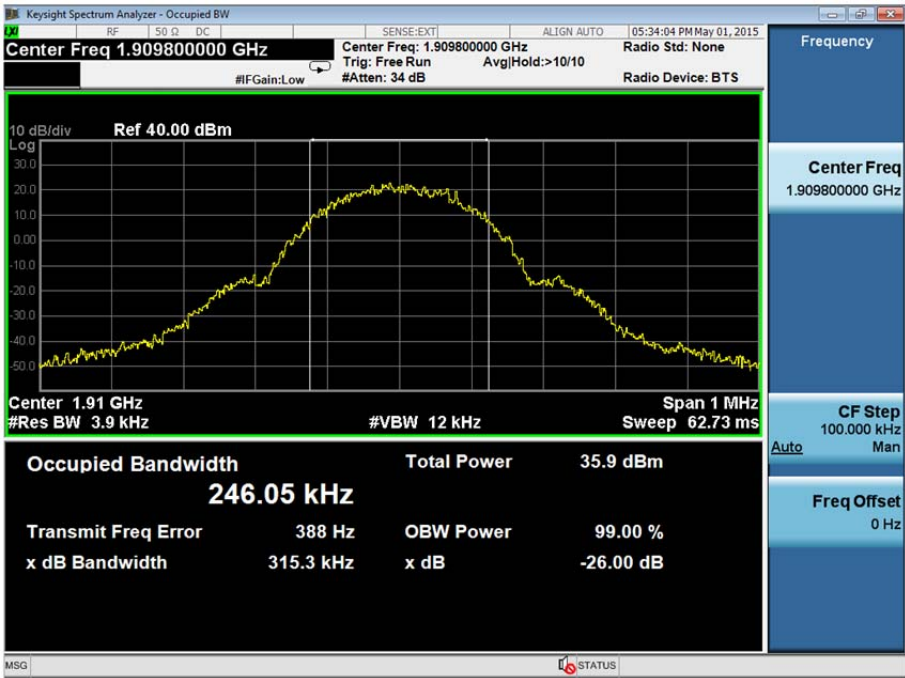 Keysight Spectrum Analyzer - Occupied BW
LXI RF 50 Ω DC SENSE:EXT ALIGN AUTO 05:34:04 PM May 01, 2015
Center Freq 1.909800000 GHz
Center Freq: 1.909800000 GHz Radio Std: None
Trig: Free Run Avg|Hold:>10/10
#IFGain:Low #Atten: 34 dB Radio Device: BTS
10 dB/div Ref 40.00 dBm
Log
30.0
20.0
10.0
0.00
-10.0
-20.0
-30.0
-40.0
-50.0
Center 1.91 GHz Span 1 MHz
#Res BW 3.9 kHz #VBW 12 kHz Sweep 62.73 ms
Occupied Bandwidth Total Power 35.9 dBm
246.05 kHz
Transmit Freq Error 388 Hz OBW Power 99.00 %
x dB Bandwidth 315.3 kHz x dB -26.00 dB
Frequency
Center Freq
1.909800000 GHz
CF Step
100.000 kHz
Auto Man
Freq Offset
0 Hz
MSG STATUS